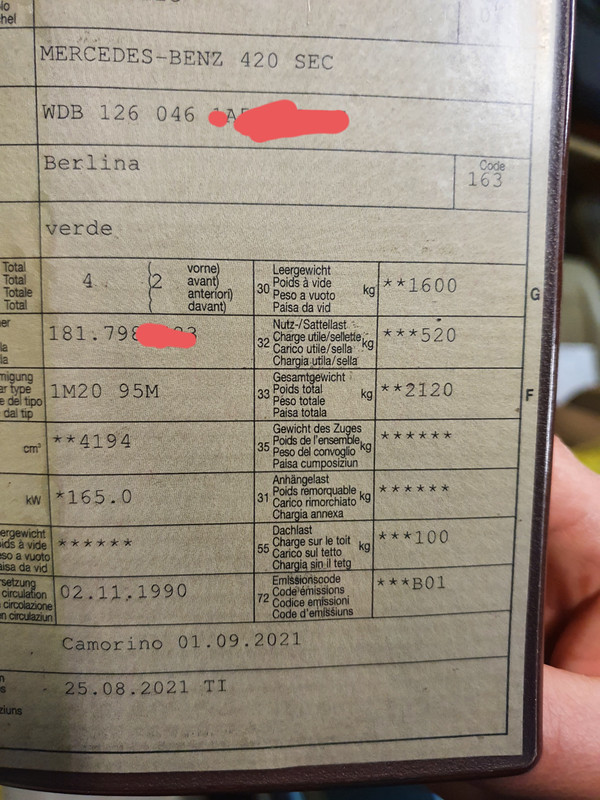 MERCEDES-BENZ 420 SEC
WDB 126 046
Berlina
Code
163
verde
Total
Total
Totale
Total
4
2
vorne)
avant)
anteriori)
davant)
30
Leergewicht
Poids à vide
Peso a vuoto
Paisa da vid
kg
**1600
G
181.798
32
Nutz-/Sattellast
Charge utile/sellette
Carico utile/sella
Chargia utila/sella
kg
***520
1M20 95M
33
Gesamtgewicht
Poids total
Peso totale
Paisa totala
kg
**2120
F
cm³
**4194
35
Gewicht des Zuges
Poids de l'ensemble
Peso del convoglio
Paisa cumposiziun
kg
******
kW
*165.0
31
Anhängelast
Poids remorquable
Carico rimorchiato
Chargia annexa
kg
******
******
55
Dachlast
Charge sur le toit
Carico sul tetto
Chargia sin il tetg
kg
***100
02.11.1990
72
Emissionscode
Code émissions
Codice emissioni
Code d'emissiuns
***B01
Camorino 01.09.2021
25.08.2021 TI